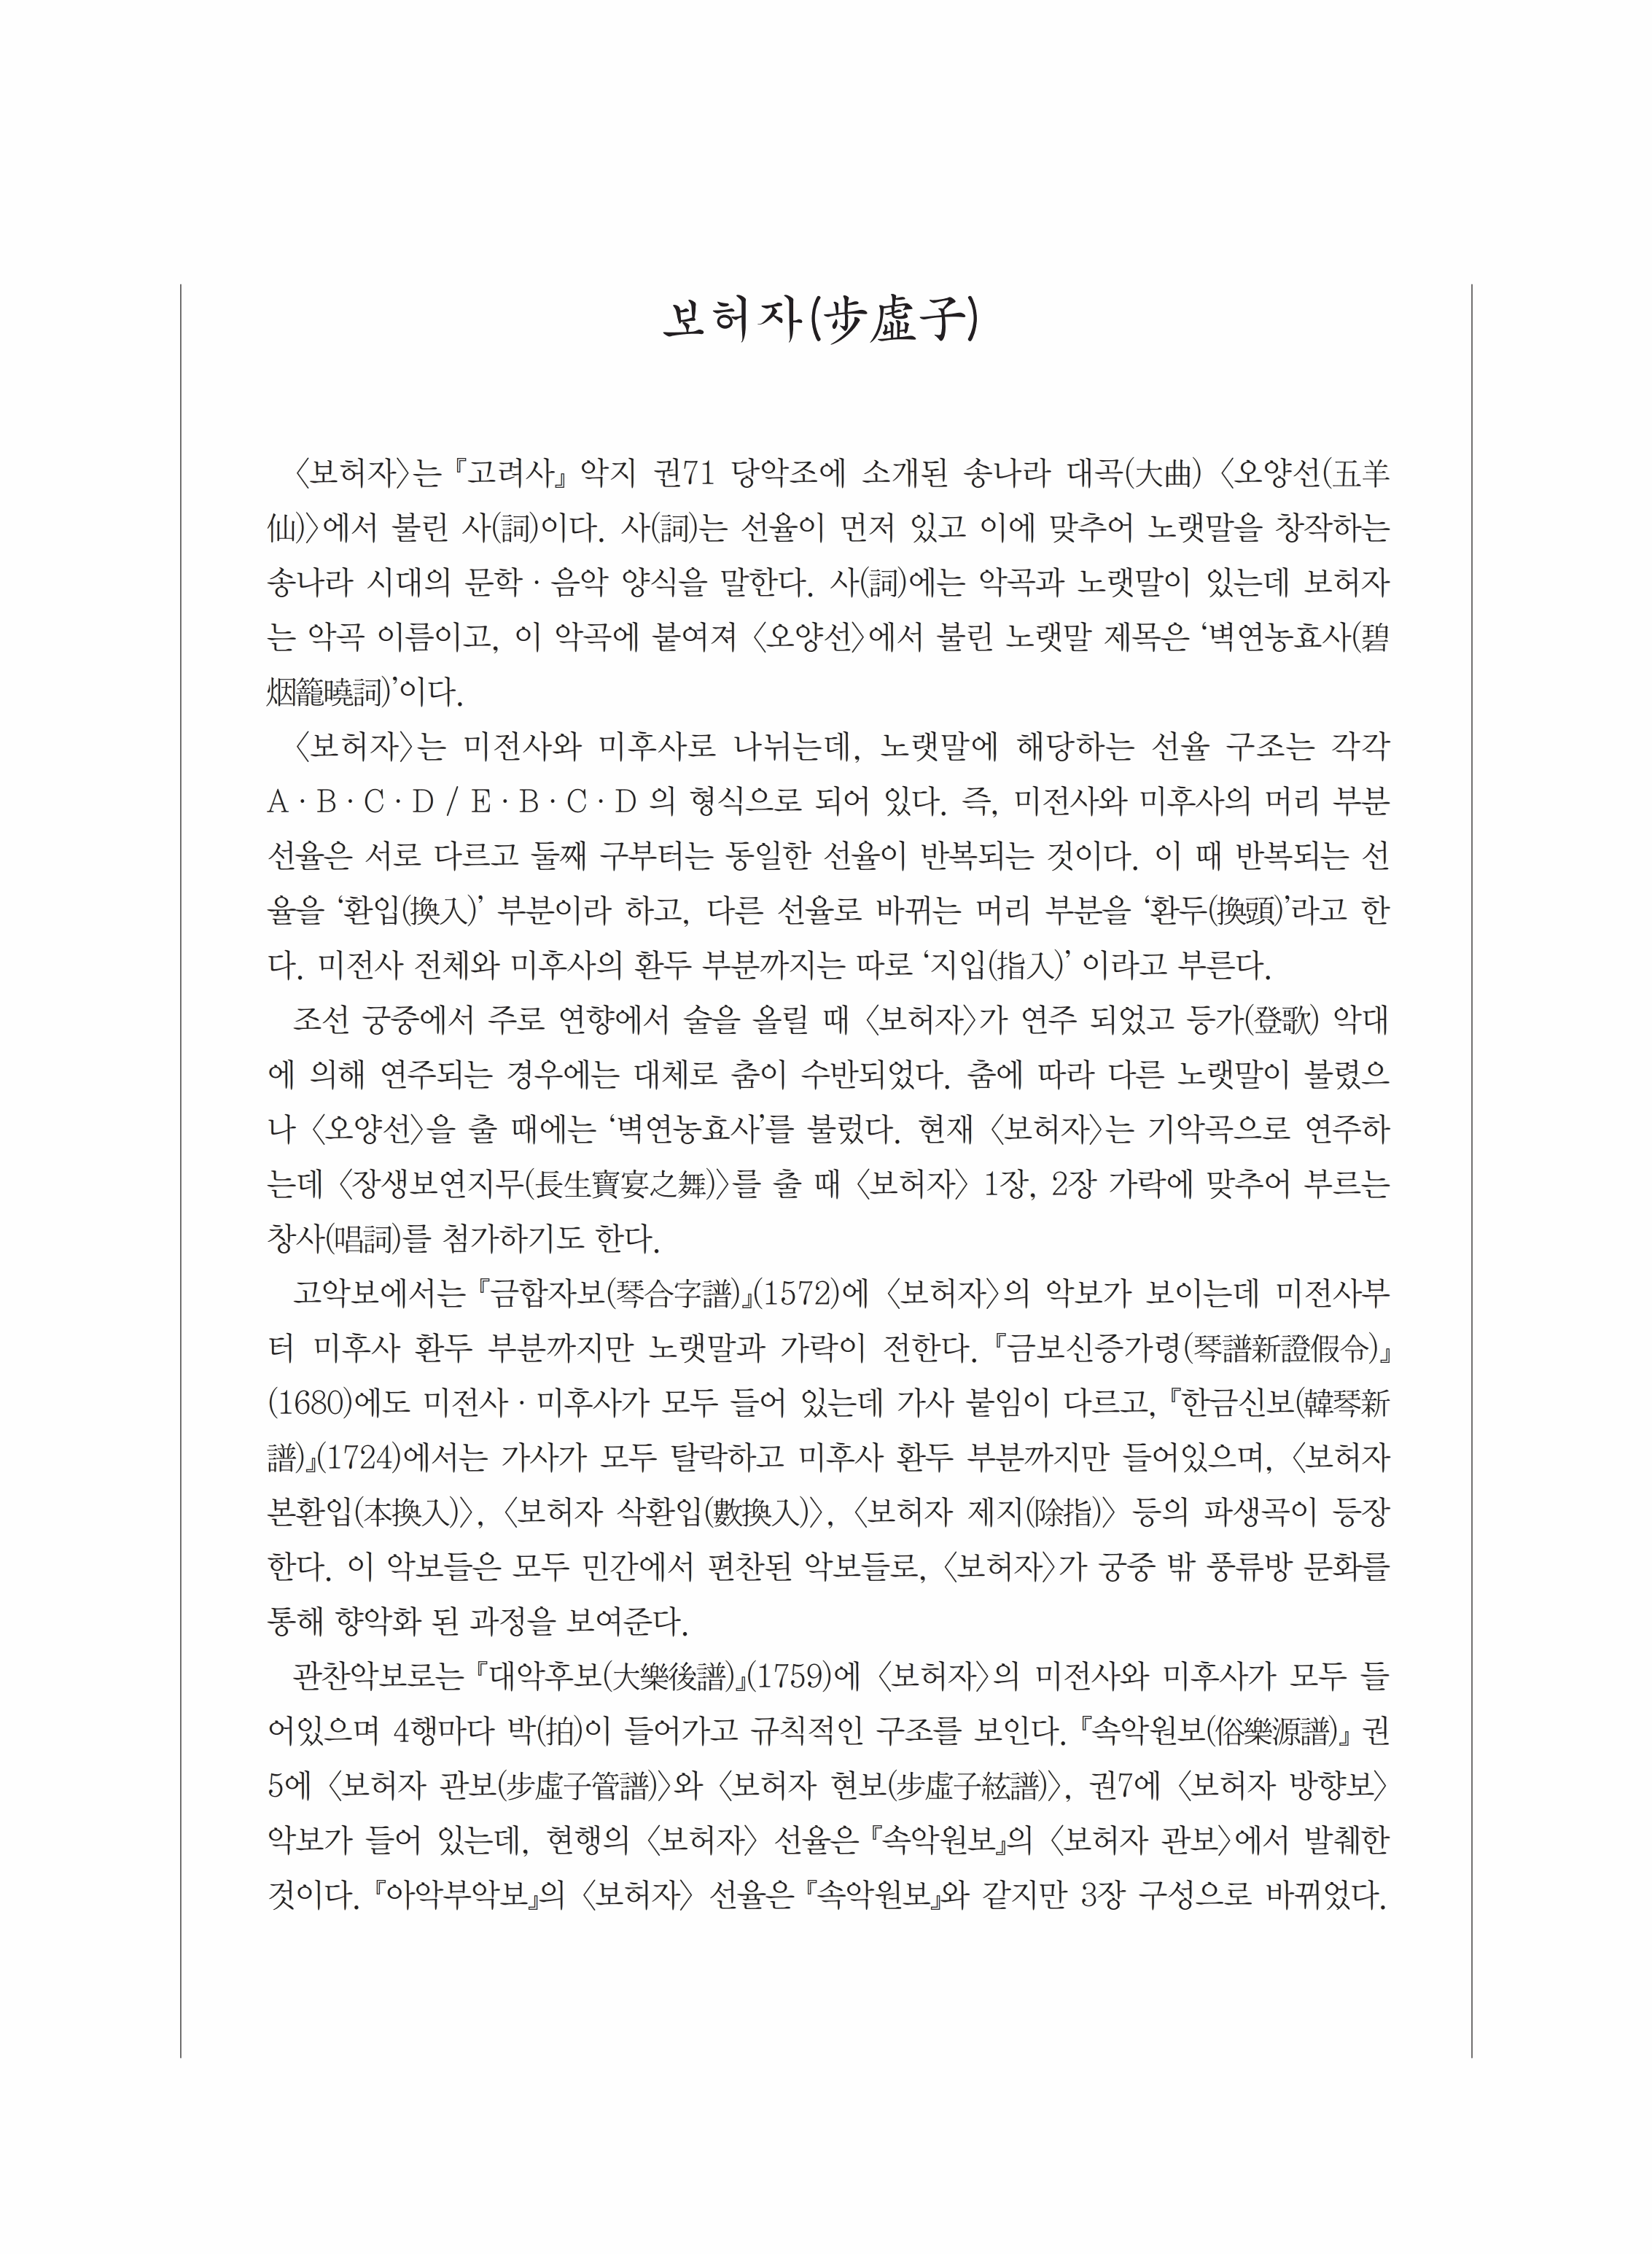 보허자(步虛子)
〈보허자〉는 『고려사』 악지 권71 당악조에 소개된 송나라 대곡(大曲) 〈오양선(五羊
仙)〉에서 불린 사(詞)이다. 사(詞)는 선율이 먼저 있고 이에 맞추어 노랫말을 창작하는
송나라 시대의 문학·음악 양식을 말한다. 사(詞)에는 악곡과 노랫말이 있는데 보허자
는 악곡 이름이고, 이 악곡에 붙여져 〈오양선〉에서 불린 노랫말 제목은 ‘벽연농효사(碧
烟籠曉詞)’이다.
〈보허자〉는 미전사와 미후사로 나뉘는데, 노랫말에 해당하는 선율 구조는 각각
A·B·C·D / E·B·C·D 의 형식으로 되어 있다. 즉, 미전사와 미후사의 머리 부분
선율은 서로 다르고 둘째 구부터는 동일한 선율이 반복되는 것이다. 이 때 반복되는 선
율을 ‘환입(換入)’ 부분이라 하고, 다른 선율로 바뀌는 머리 부분을 ‘환두(換頭)’라고 한
다. 미전사 전체와 미후사의 환두 부분까지는 따로 ‘지입(指入)’ 이라고 부른다.
조선 궁중에서 주로 연향에서 술을 올릴 때 〈보허자〉가 연주 되었고 등가(登歌) 악대
에 의해 연주되는 경우에는 대체로 춤이 수반되었다. 춤에 따라 다른 노랫말이 불렸으
나 〈오양선〉을 출 때에는 ‘벽연농효사’를 불렀다. 현재 〈보허자〉는 기악곡으로 연주하
는데 〈장생보연지무(長生寶宴之舞)〉를 출 때 〈보허자〉 1장, 2장 가락에 맞추어 부르는
창사(唱詞)를 첨가하기도 한다.
고악보에서는 『금합자보(琴合字譜)』(1572)에 〈보허자〉의 악보가 보이는데 미전사부
터 미후사 환두 부분까지만 노랫말과 가락이 전한다. 『금보신증가령(琴譜新證假令)』
(1680)에도 미전사·미후사가 모두 들어 있는데 가사 붙임이 다르고, 『한금신보(韓琴新
譜)』(1724)에서는 가사가 모두 탈락하고 미후사 환두 부분까지만 들어있으며, 〈보허자
본환입(本換入)〉, 〈보허자 삭환입(數換入)〉, 〈보허자 제지(除指)〉 등의 파생곡이 등장
한다. 이 악보들은 모두 민간에서 편찬된 악보들로, 〈보허자〉가 궁중 밖 풍류방 문화를
통해 향악화 된 과정을 보여준다.
관찬악보로는 『대악후보(大樂後譜)』(1759)에 〈보허자〉의 미전사와 미후사가 모두 들
어있으며 4행마다 박(拍)이 들어가고 규칙적인 구조를 보인다. 『속악원보(俗樂源譜)』 권
5에 〈보허자 관보(步虛子管譜)〉와 〈보허자 현보(步虛子絃譜)〉, 권7에 〈보허자 방향보〉
악보가 들어 있는데, 현행의 〈보허자〉 선율은 『속악원보』의 〈보허자 관보〉에서 발췌한
것이다. 『아악부악보』의 〈보허자〉 선율은 『속악원보』와 같지만 3장 구성으로 바뀌었다.